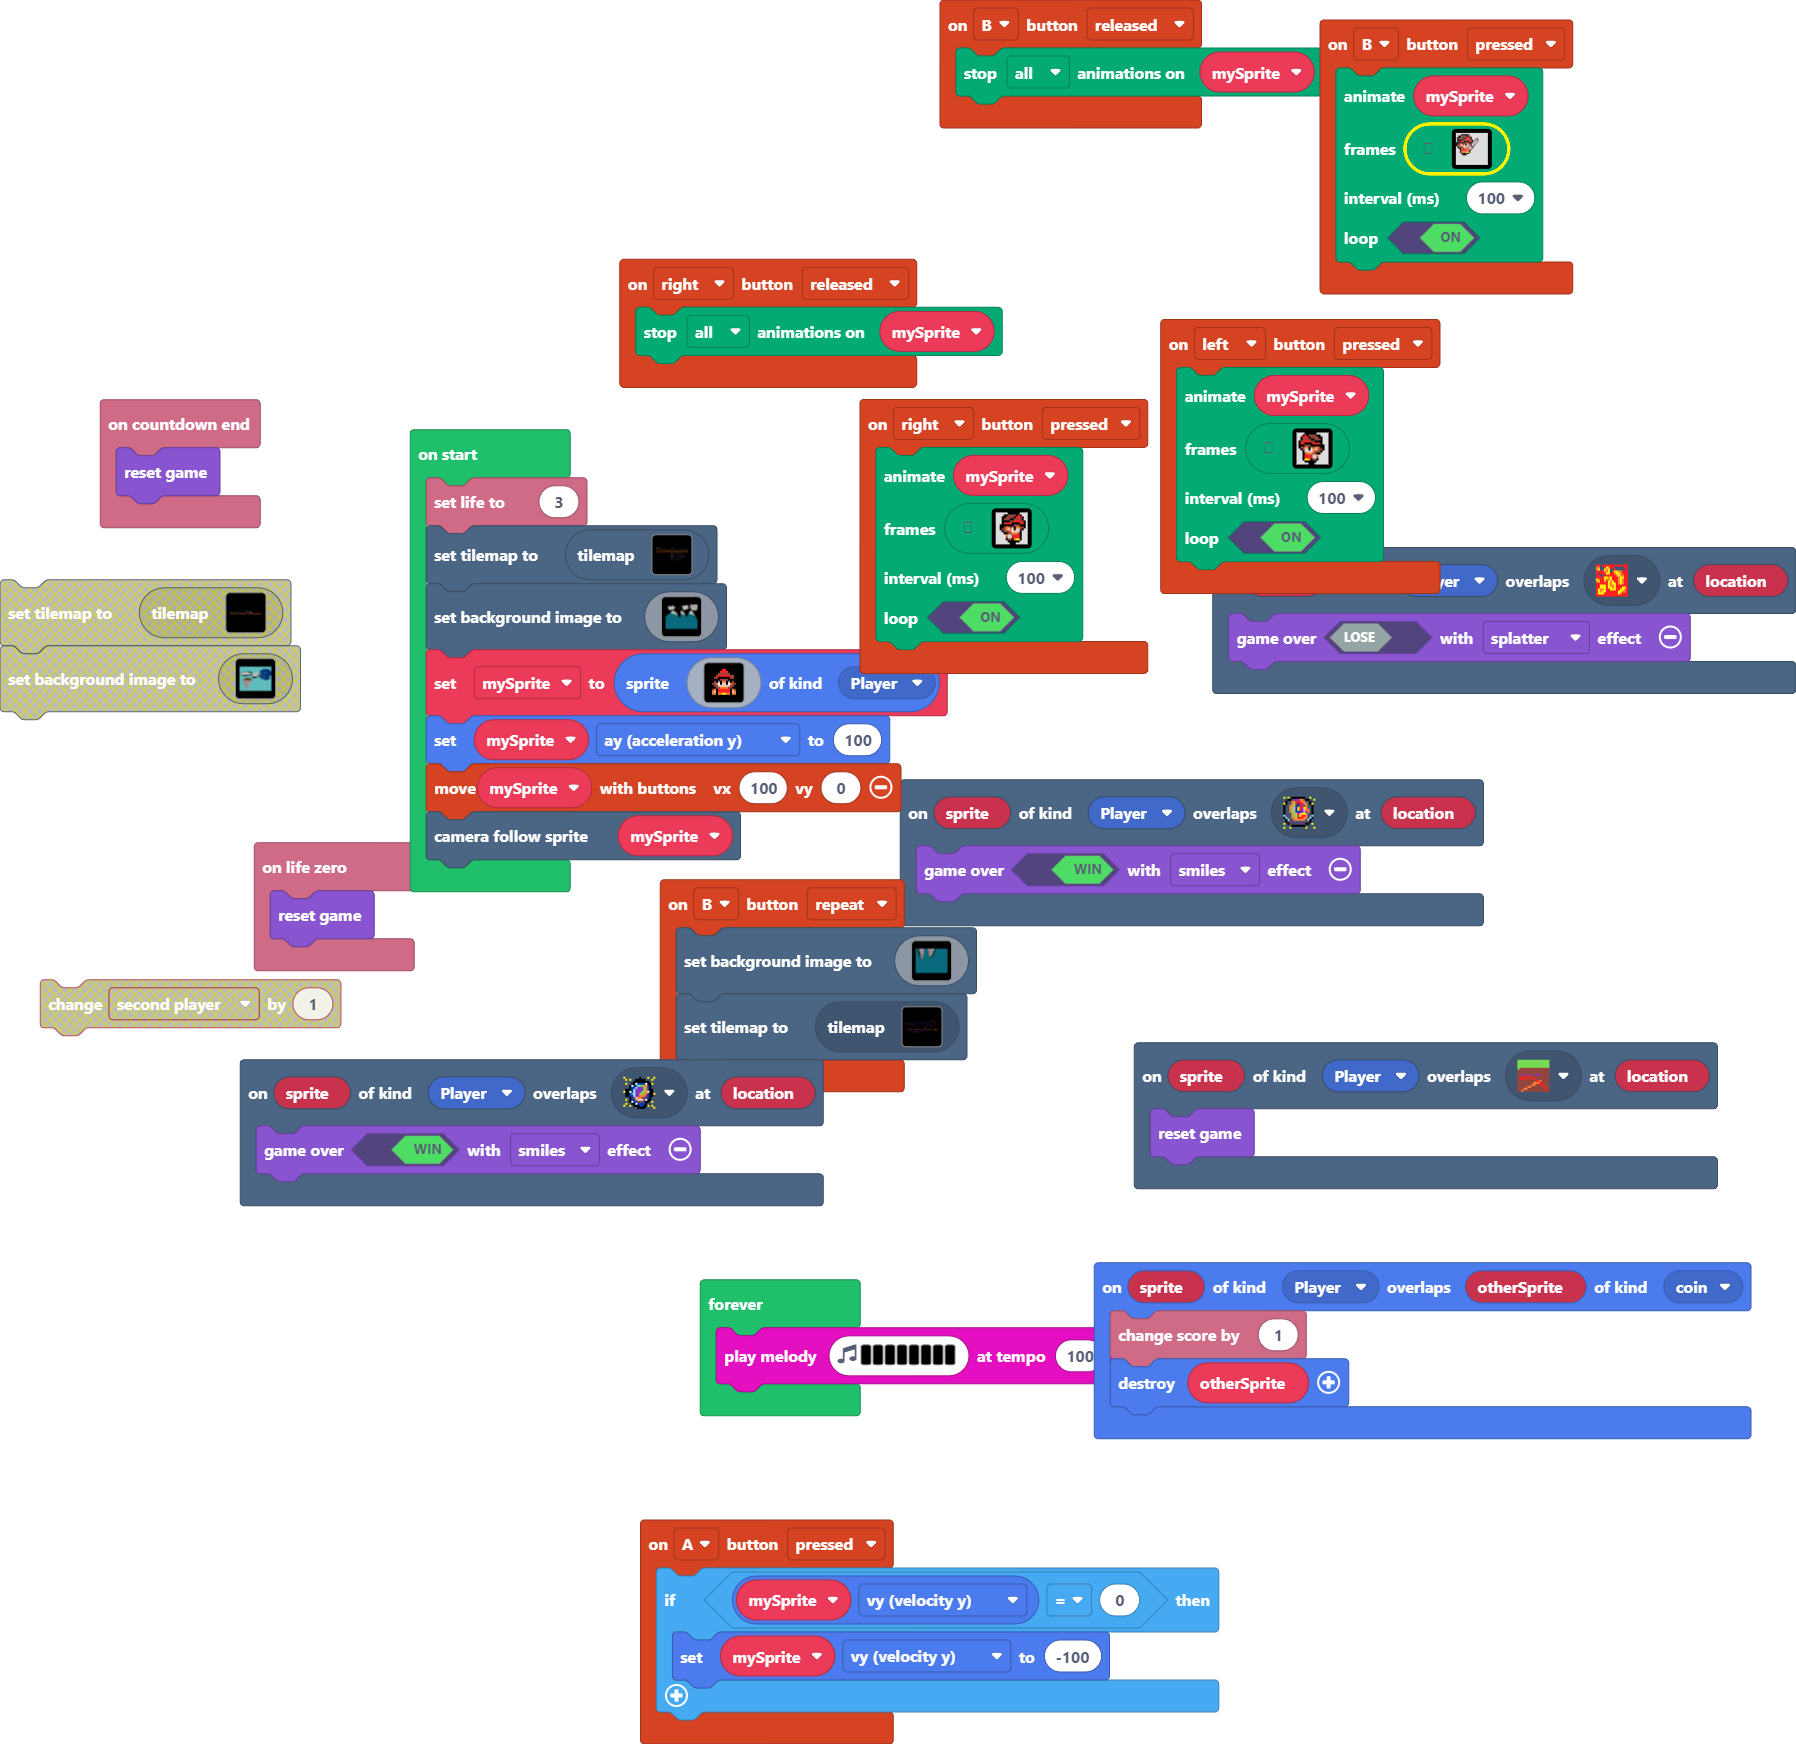 on B button released
stop all animations on mySprite
on B button pressed
animate mySprite
frames
interval (ms) 100
loop ON
on right button released
stop all animations on mySprite
on left button pressed
animate mySprite
frames
interval (ms) 100
loop ON
on countdown end
reset game
on right button pressed
animate mySprite
frames
interval (ms) 100
loop ON
on start
set life to 3
set tilemap to tilemap
set background image to
set mySprite to sprite of kind Player
set mySprite ay (acceleration y) to 100
move mySprite with buttons vx 100 vy 0
camera follow sprite mySprite
yer overlaps at location
game over LOSE with splatter effect
set tilemap to tilemap
set background image to
on sprite of kind Player overlaps at location
game over WIN with smiles effect
on life zero
reset game
on B button repeat
set background image to
set tilemap to tilemap
change second player by 1
on sprite of kind Player overlaps at location
game over WIN with smiles effect
on sprite of kind Player overlaps at location
reset game
forever
play melody at tempo 100
on sprite of kind Player overlaps otherSprite of kind coin
change score by 1
destroy otherSprite
on A button pressed
if mySprite vy (velocity y) = 0 then
set mySprite vy (velocity y) to -100